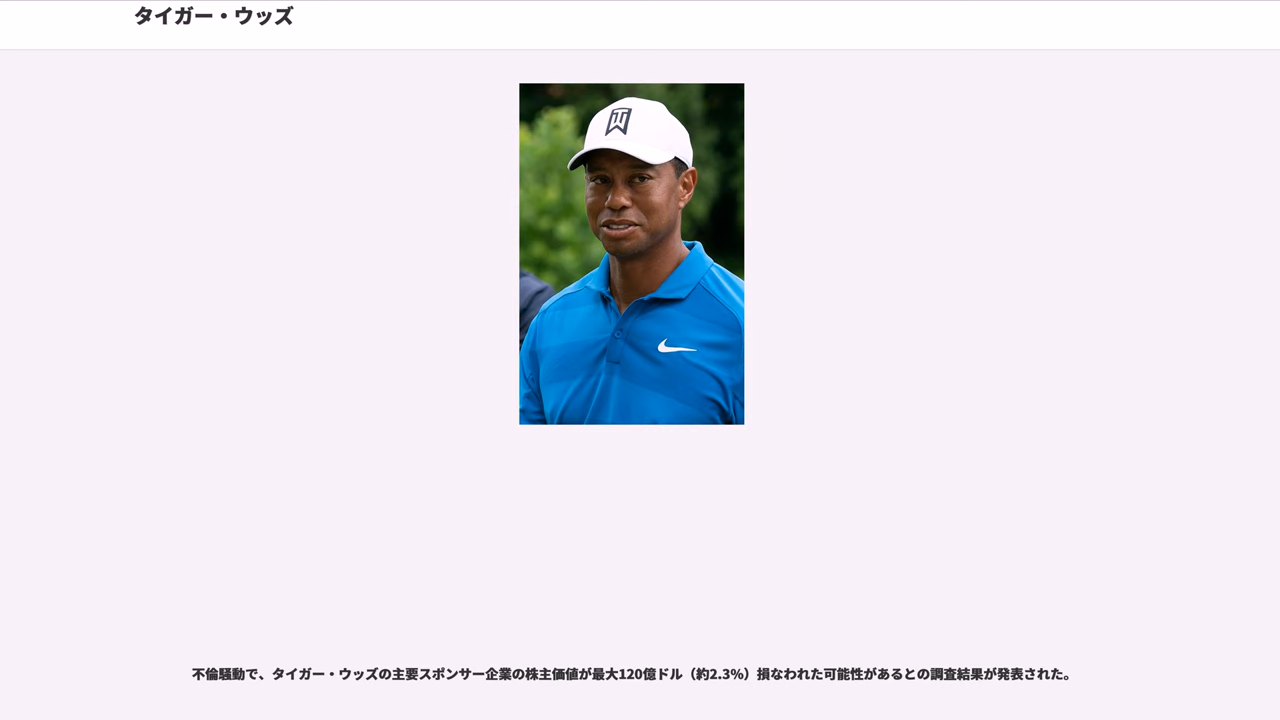 タイガー・ウッズ
TW
不倫騒動で、タイガー・ウッズの主要スポンサー企業の株主価値が最大120億ドル（約2.3%）損なわれた可能性があるとの調査結果が発表された。